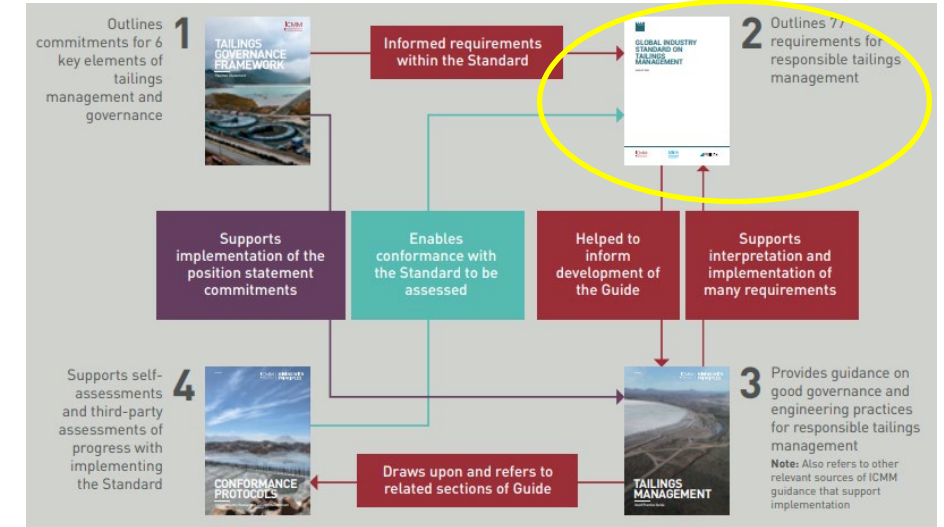 Outlines
commitments for 6
key elements of
tailings
management and
governance
1
TAILINGS
GOVERNANCE
FRAMEWORK
Informed requirements
within the Standard
GLOBAL INDUSTRY
STANDARD ON
TAILINGS
MANAGEMENT
2
Outlines 77
requirements for
responsible tailings
management
Supports
implementation of the
position statement
commitments
Enables
conformance with
the Standard to be
assessed
Helped to
inform
development of
the Guide
Supports
interpretation and
implementation of
many requirements
Supports self-
assessments
and third-party
assessments of
progress with
implementing
the Standard
4
CONFORMANCE
PROTOCOLS
Draws upon and refers to
related sections of Guide
TAILINGS
MANAGEMENT
3
Provides guidance on
good governance and
engineering practices
for responsible tailings
management
Note: Also refers to other
relevant sources of ICMM
guidance that support
implementation